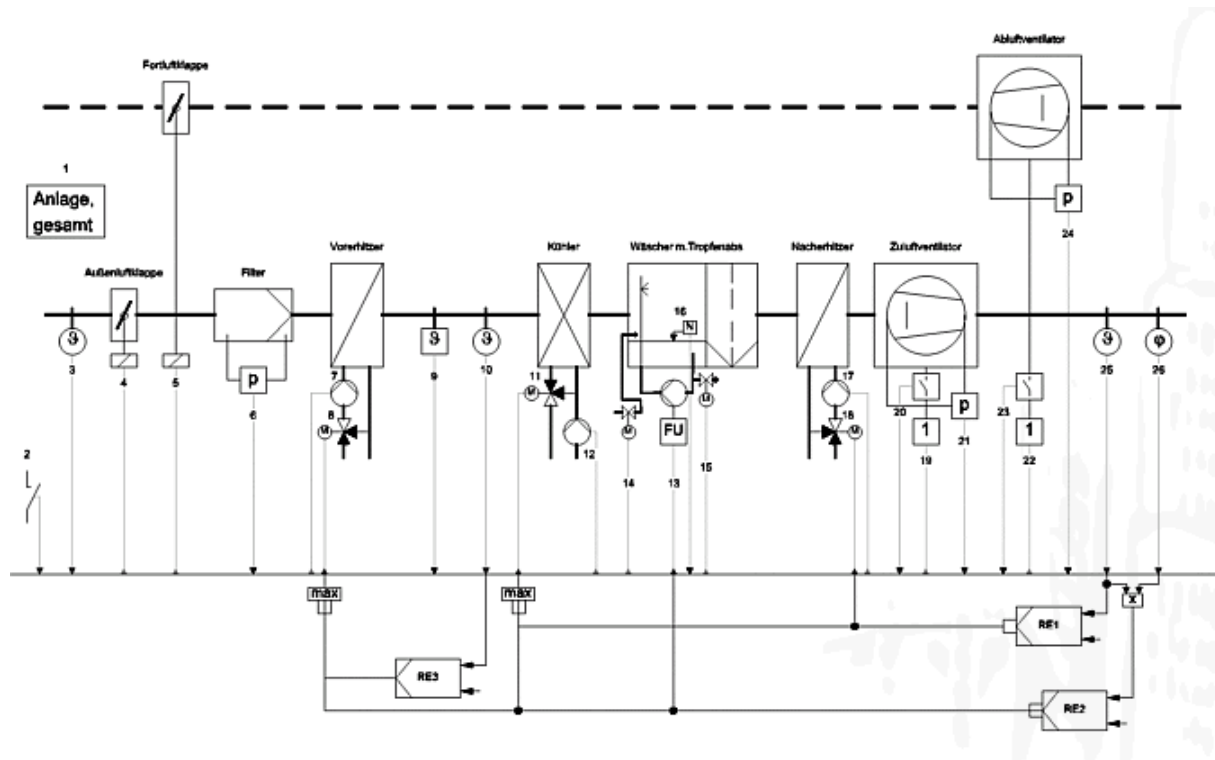 Abluftventilator
Fortluftklappe
1
Anlage,
gesamt
p
24
Vorerhitzer
Kühler
Wäscher m.Tropfenabs
Nacherhitzer
Zuluftventilator
Außenluftklappe
Filter
16
N
ϑ
ϑ
ϑ
ϑ
φ
3
4
5
p
6
7
8
M
9
10
11
M
12
FU
M
M
13
14
15
17
18
M
20
p
1
19
21
23
1
22
25
26
2
max
max
x
RE1
RE3
RE2